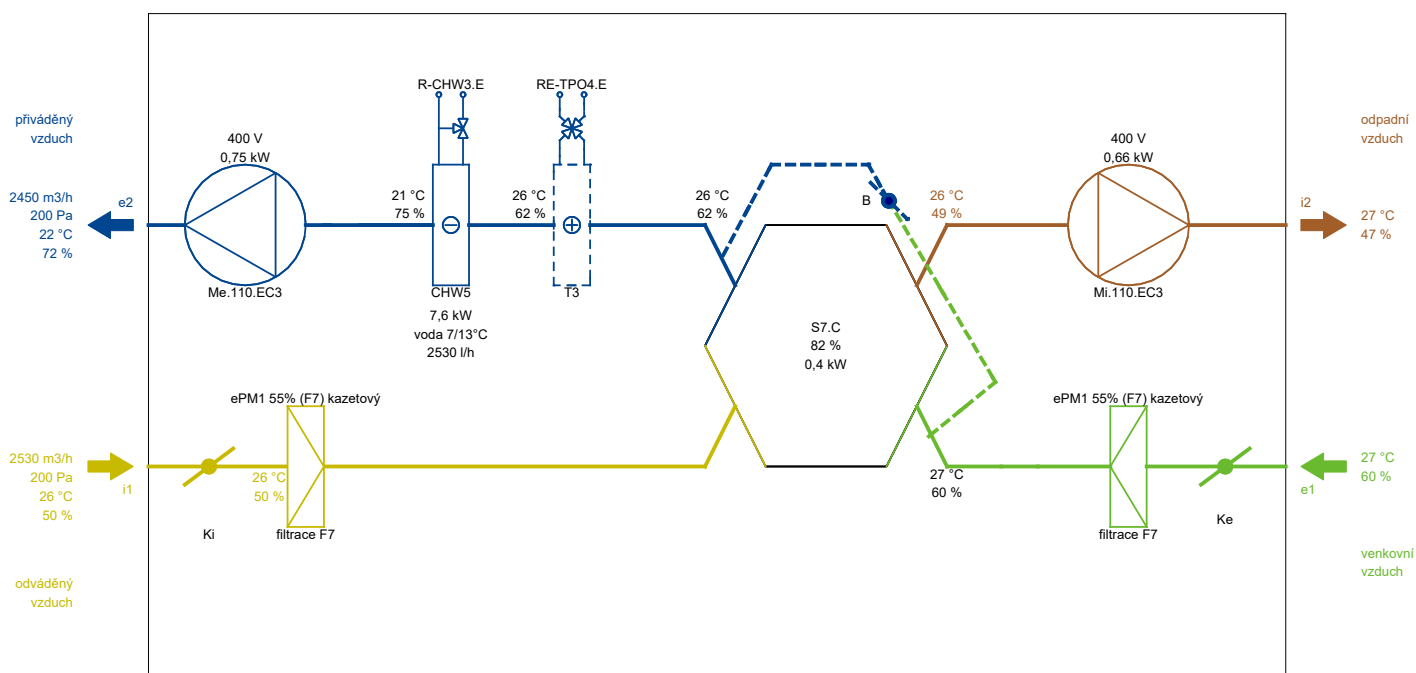 R-CHW3.E
RE-TPO4.E
přiváděný
vzduch
400 V
0,75 kW
400 V
0,66 kW
odpadní
vzduch
2450 m3/h
200 Pa
22 °C
72 %
e2
21 °C
75 %
26 °C
62 %
26 °C
62 %
B
26 °C
49 %
i2
27 °C
47 %
Me.110.EC3
CHW5
T3
Mi.110.EC3
7,6 kW
voda 7/13°C
2530 l/h
S7.C
82 %
0,4 kW
ePM1 55% (F7) kazetový
ePM1 55% (F7) kazetový
2530 m3/h
200 Pa
26 °C
50 %
i1
26 °C
50 %
27 °C
60 %
27 °C
60 %
e1
Ki
filtrace F7
filtrace F7
Ke
odváděný
vzduch
venkovní
vzduch